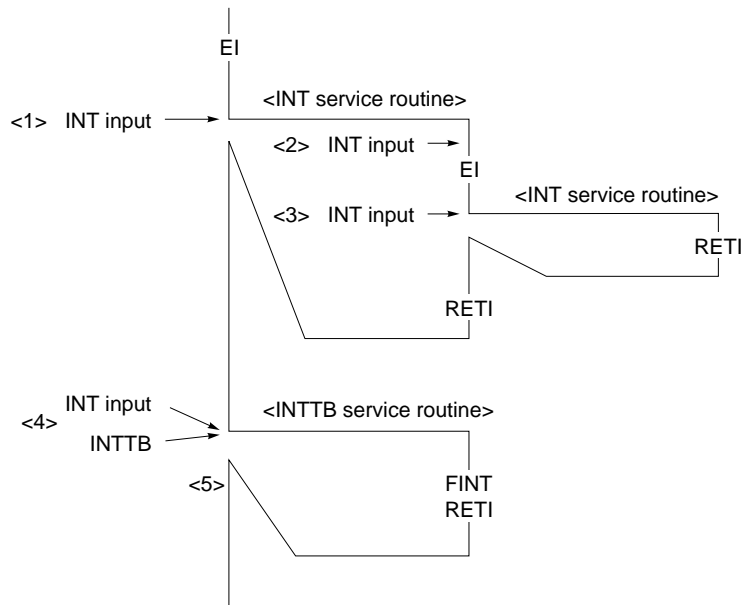 EI
<INT service routine>
<1> INT input
<2> INT input
EI
<INT service routine>
<3> INT input
RETI
RETI
INT input
<4>
<INTTB service routine>
INTTB
<5>
FINT
RETI